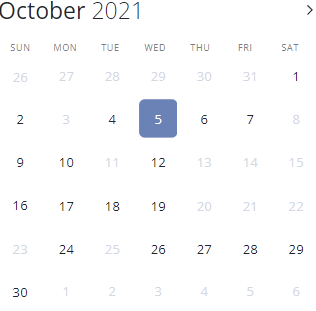 October 2021
SUN MON TUE WED THU FRI SAT
26 27 28 29 30 31 1
2 3 4 5 6 7 8
9 10 11 12 13 14 15
16 17 18 19 20 21 22
23 24 25 26 27 28 29
30 1 2 3 4 5 6